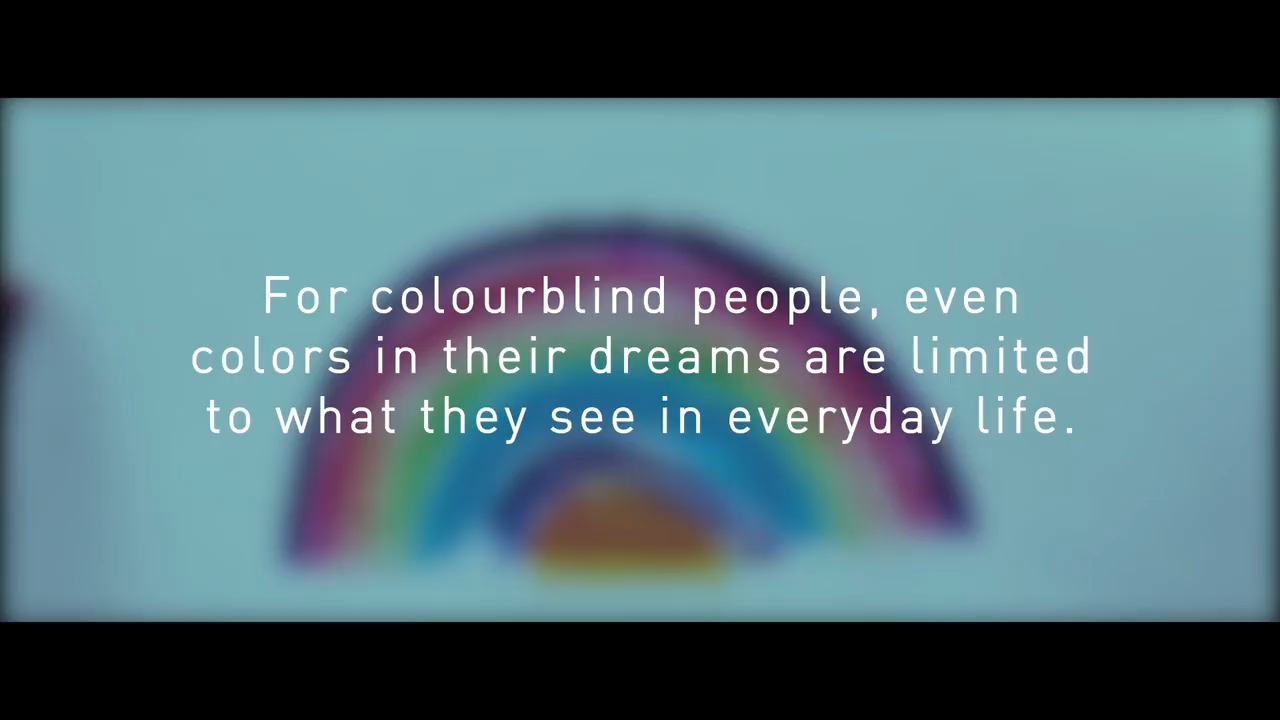 For colourblind people, even
colors in their dreams are limited
to what they see in everyday life.